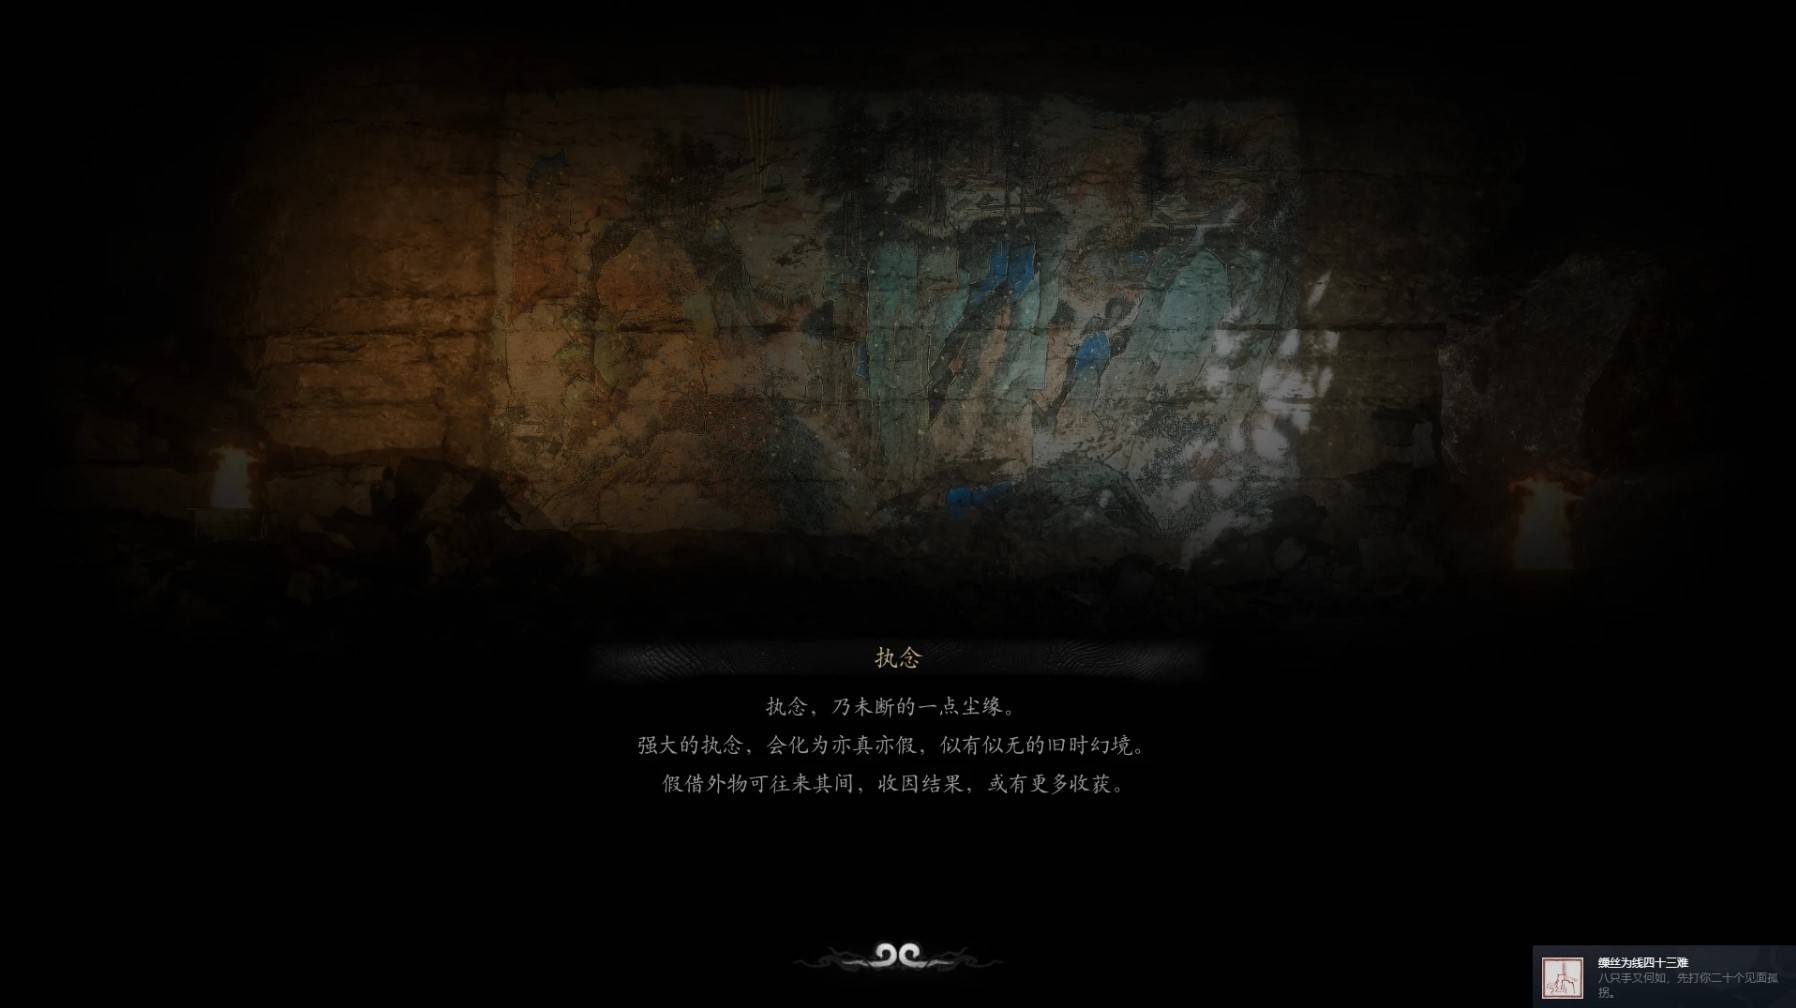 执念
执念，乃未断的一点尘缘。
强大的执念，会化为亦真亦假，似有似无的旧时幻境。
假借外物可往来其间，收因结果，或有更多收获。
缫丝为线四十三难
八只手又何如，先打你二十个见面孤
拐。